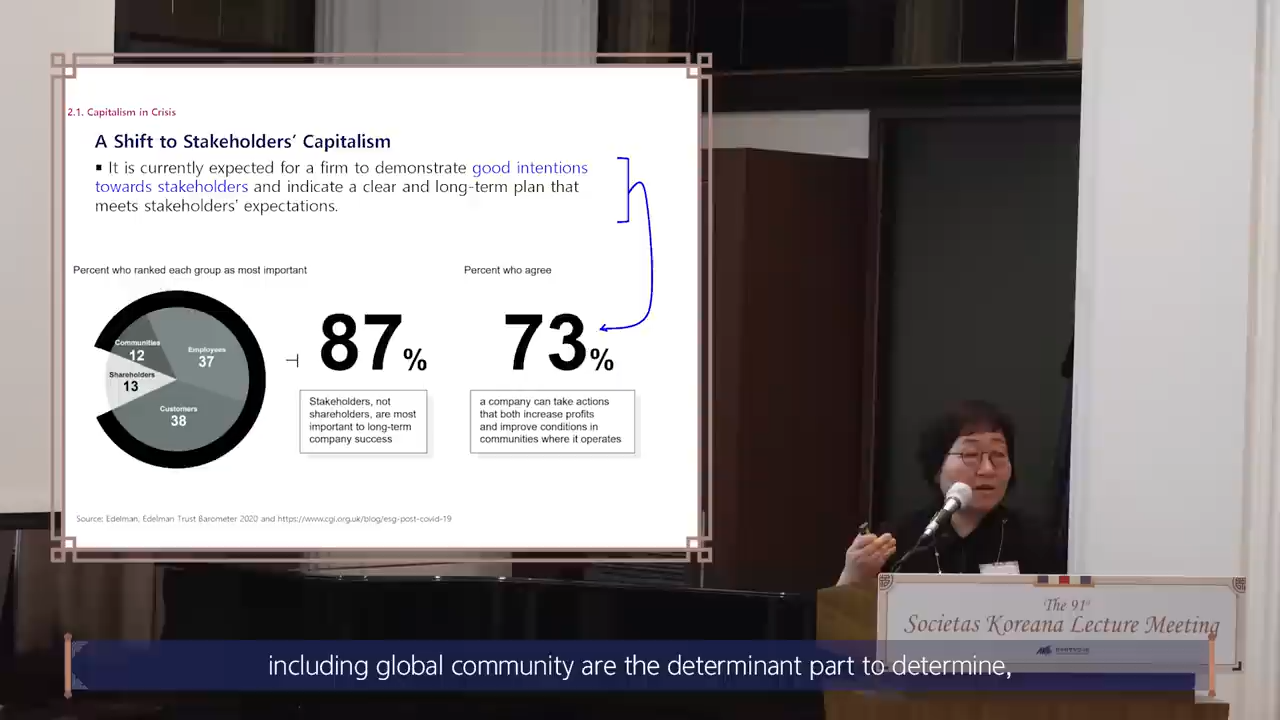 2.1. Capitalism in Crisis
A Shift to Stakeholders' Capitalism
▪ It is currently expected for a firm to demonstrate good intentions
towards stakeholders and indicate a clear and long-term plan that
meets stakeholders' expectations.
Percent who ranked each group as most important
Percent who agree
Communities
12
Employees
37
Shareholders
13
Customers
38
87%
73%
Stakeholders, not
shareholders, are most
important to long-term
company success
a company can take actions
that both increase profits
and improve conditions in
communities where it operates
Source: Edelman, Edelman Trust Barometer 2020 and https://www.cgi.org.uk/blog/esg-post-covid-19
The 91st
Societas Koreana Lecture Meeting
including global community are the determinant part to determine,